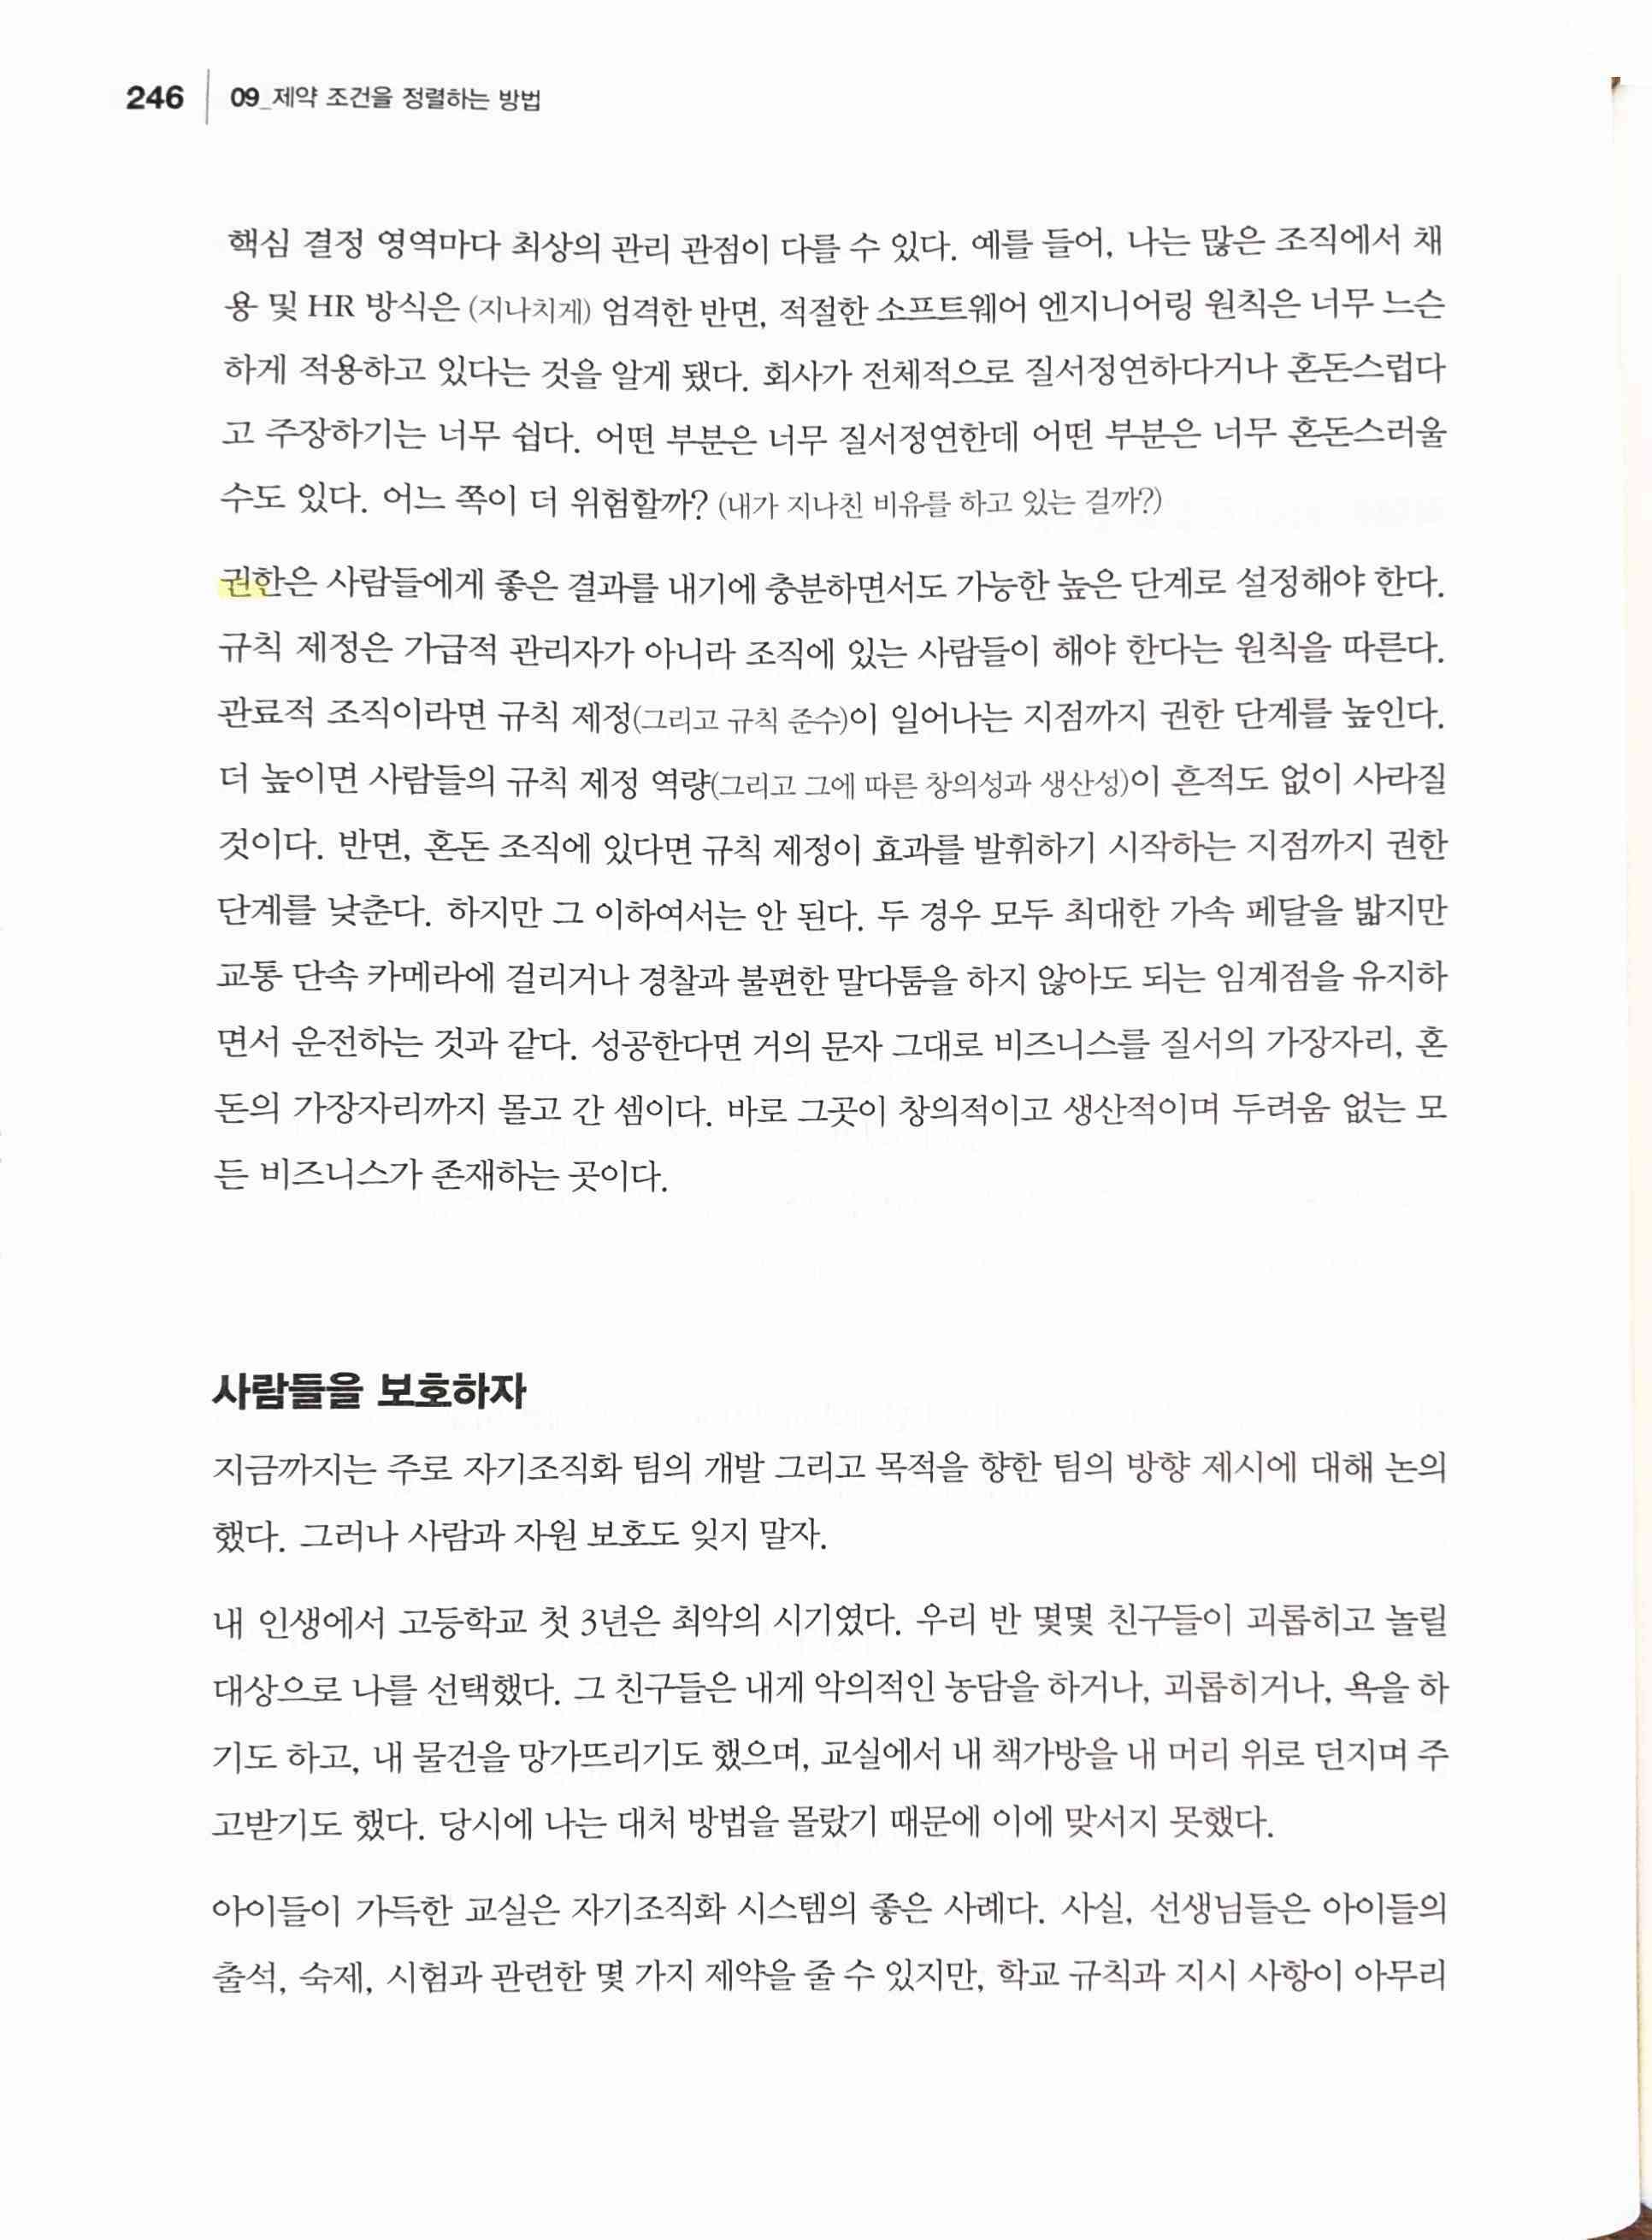 246 09_제약 조건을 정렬하는 방법
핵심 결정 영역마다 최상의 관리 관점이 다를 수 있다. 예를 들어, 나는 많은 조직에서 채
용 및 HR 방식은 (지나치게) 엄격한 반면, 적절한 소프트웨어 엔지니어링 원칙은 너무 느슨
하게 적용하고 있다는 것을 알게 됐다. 회사가 전체적으로 질서정연하다거나 혼돈스럽다
고 주장하기는 너무 쉽다. 어떤 부분은 너무 질서정연한데 어떤 부분은 너무 혼돈스러울
수도 있다. 어느 쪽이 더 위험할까? (내가 지나친 비유를 하고 있는 걸까?)
권한은 사람들에게 좋은 결과를 내기에 충분하면서도 가능한 높은 단계로 설정해야 한다.
규칙 제정은 가급적 관리자가 아니라 조직에 있는 사람들이 해야 한다는 원칙을 따른다.
관료적 조직이라면 규칙 제정(그리고 규칙 준수)이 일어나는 지점까지 권한 단계를 높인다.
더 높이면 사람들의 규칙 제정 역량(그리고 그에 따른 창의성과 생산성)이 흔적도 없이 사라질
것이다. 반면, 혼돈 조직에 있다면 규칙 제정이 효과를 발휘하기 시작하는 지점까지 권한
단계를 낮춘다. 하지만 그 이하여서는 안 된다. 두 경우 모두 최대한 가속 페달을 밟지만
교통 단속 카메라에 걸리거나 경찰과 불편한 말다툼을 하지 않아도 되는 임계점을 유지하
면서 운전하는 것과 같다. 성공한다면 거의 문자 그대로 비즈니스를 질서의 가장자리, 혼
돈의 가장자리까지 몰고 간 셈이다. 바로 그곳이 창의적이고 생산적이며 두려움 없는 모
든 비즈니스가 존재하는 곳이다.
사람들을 보호하자
지금까지는 주로 자기조직화 팀의 개발 그리고 목적을 향한 팀의 방향 제시에 대해 논의
했다. 그러나 사람과 자원 보호도 잊지 말자.
내 인생에서 고등학교 첫 3년은 최악의 시기였다. 우리 반 몇몇 친구들이 괴롭히고 놀릴
대상으로 나를 선택했다. 그 친구들은 내게 악의적인 농담을 하거나, 괴롭히거나, 욕을 하
기도 하고, 내 물건을 망가뜨리기도 했으며, 교실에서 내 책가방을 내 머리 위로 던지며 주
고받기도 했다. 당시에 나는 대처 방법을 몰랐기 때문에 이에 맞서지 못했다.
아이들이 가득한 교실은 자기조직화 시스템의 좋은 사례다. 사실, 선생님들은 아이들의
출석, 숙제, 시험과 관련한 몇 가지 제약을 줄 수 있지만, 학교 규칙과 지시 사항이 아무리